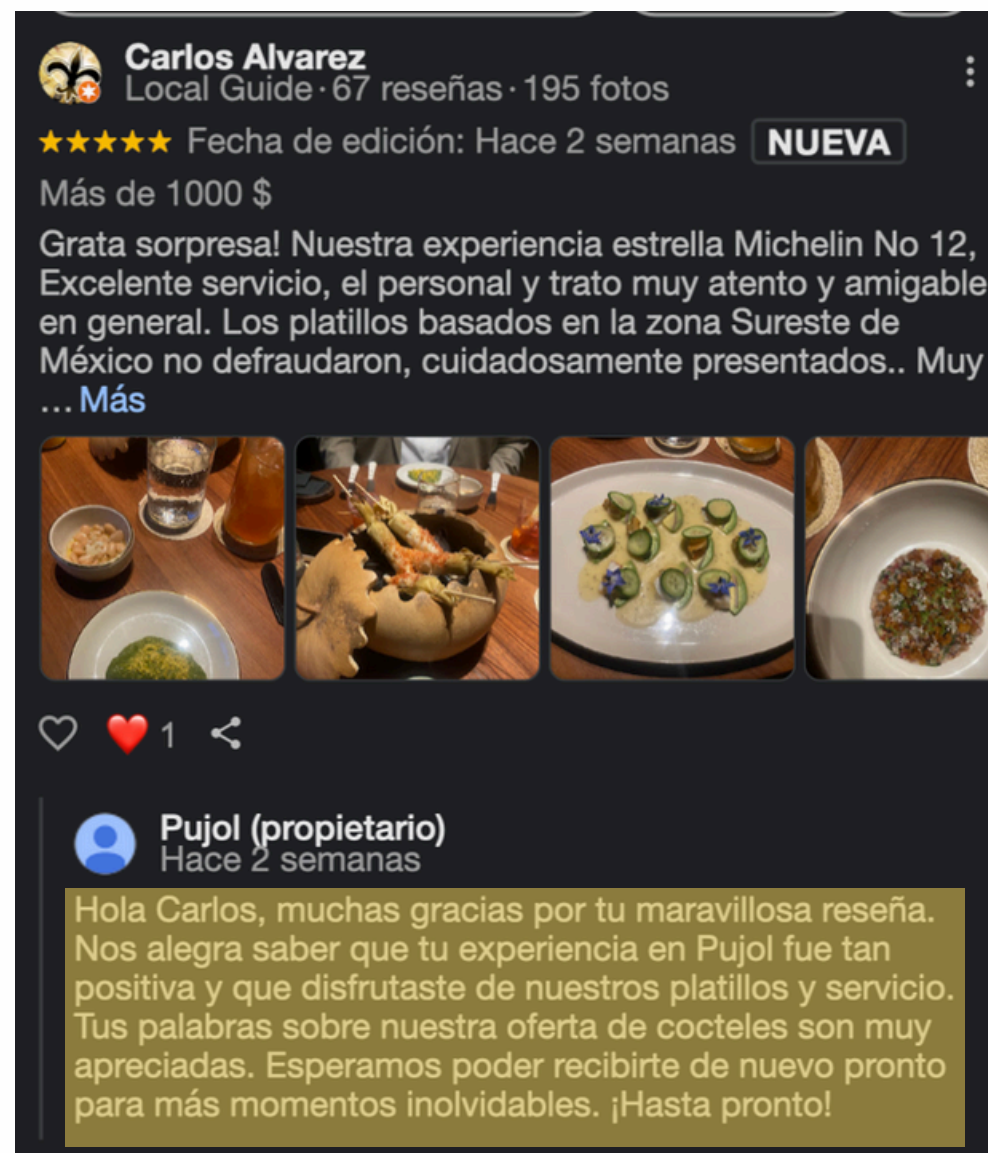 Carlos Alvarez
Local Guide · 67 reseñas · 195 fotos
★★★★★ Fecha de edición: Hace 2 semanas NUEVA
Más de 1000 $
Grata sorpresa! Nuestra experiencia estrella Michelin No 12,
Excelente servicio, el personal y trato muy atento y amigable
en general. Los platillos basados en la zona Sureste de
México no defraudaron, cuidadosamente presentados.. Muy
... Más
1
Pujol (propietario)
Hace 2 semanas
Hola Carlos, muchas gracias por tu maravillosa reseña.
Nos alegra saber que tu experiencia en Pujol fue tan
positiva y que disfrutaste de nuestros platillos y servicio.
Tus palabras sobre nuestra oferta de cocteles son muy
apreciadas. Esperamos poder recibirte de nuevo pronto
para más momentos inolvidables. ¡Hasta pronto!